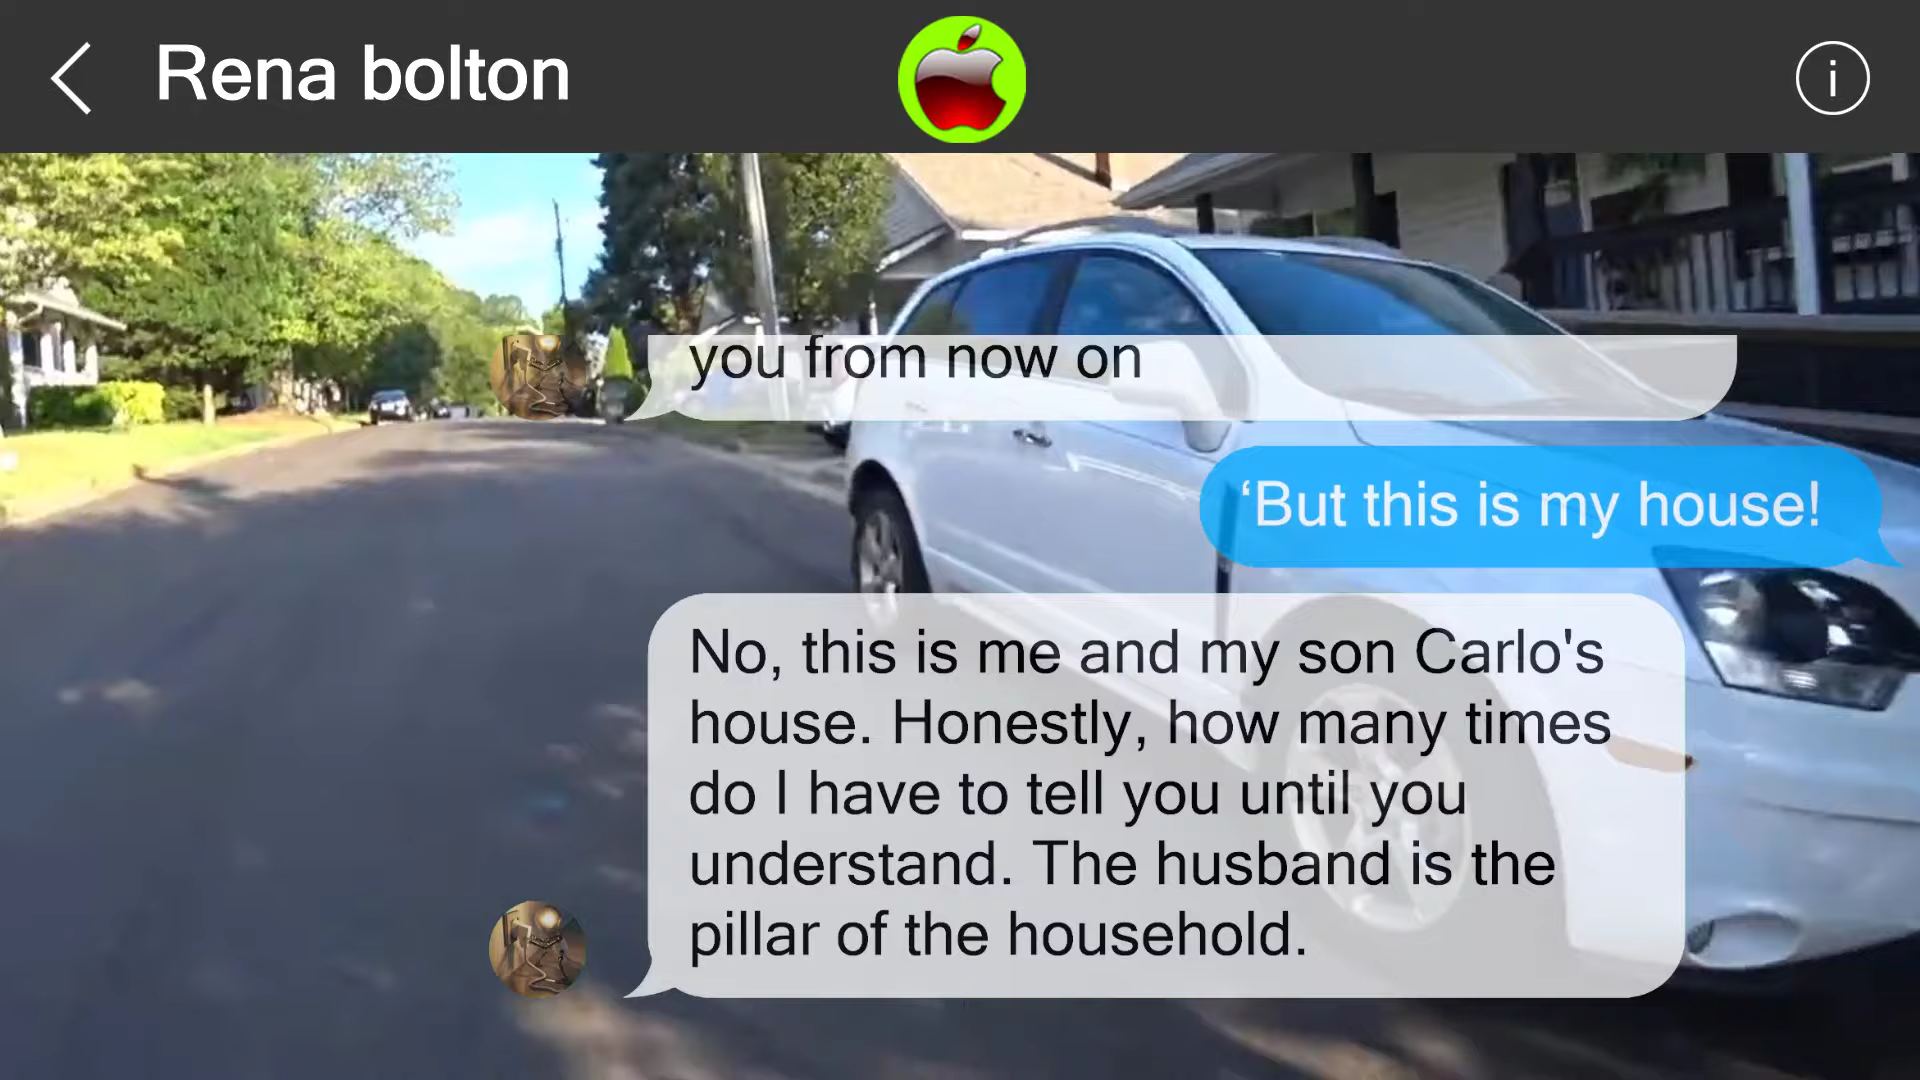 Rena bolton
i
you from now on
‘But this is my house!
No, this is me and my son Carlo's
house. Honestly, how many times
do I have to tell you until you
understand. The husband is the
pillar of the household.